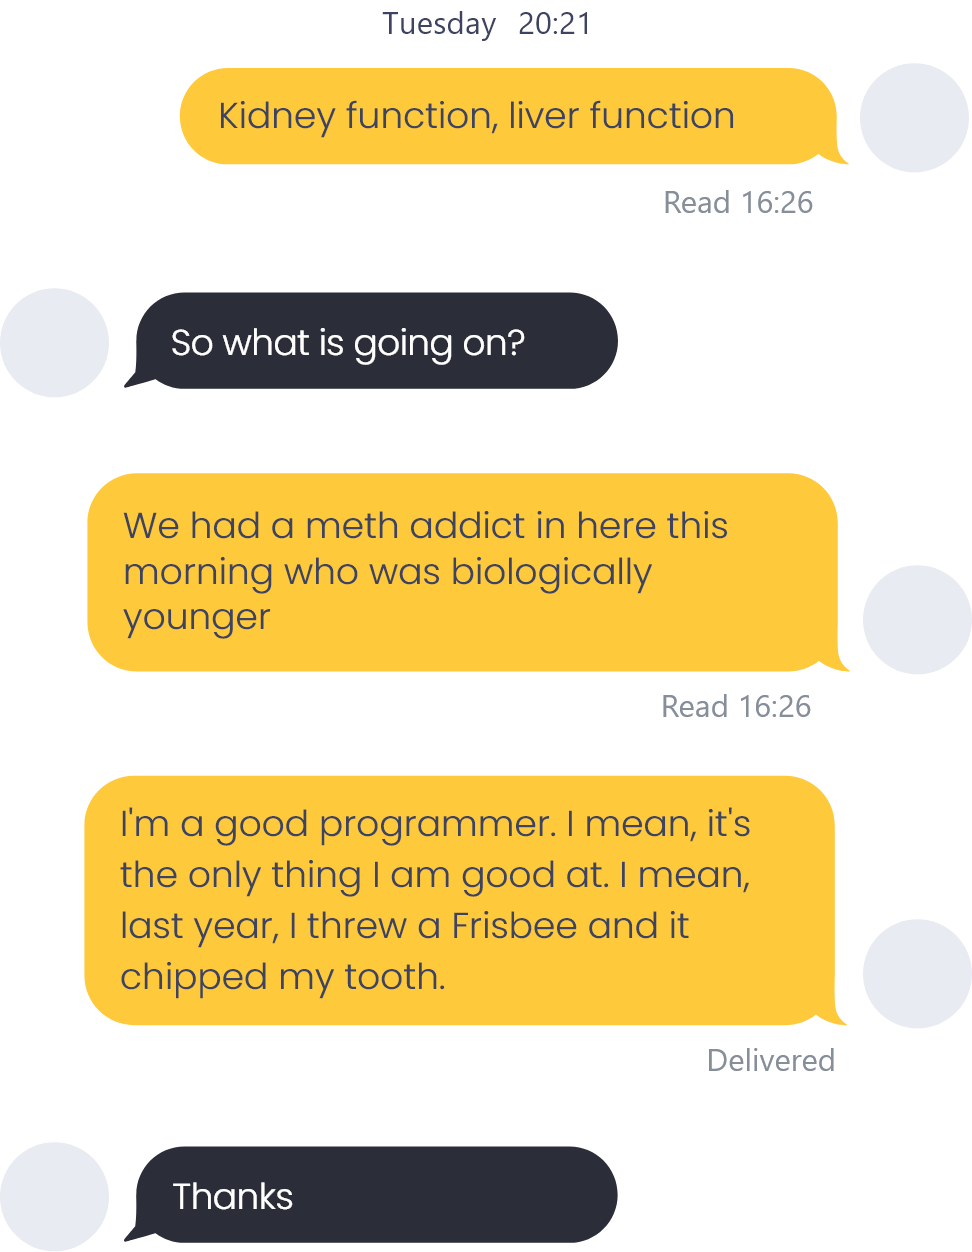 Tuesday 20:21
Kidney function, liver function
Read 16:26
So what is going on?
We had a meth addict in here this
morning who was biologically
younger
Read 16:26
I'm a good programmer. I mean, it's
the only thing I am good at. I mean,
last year, I threw a Frisbee and it
chipped my tooth.
Delivered
Thanks